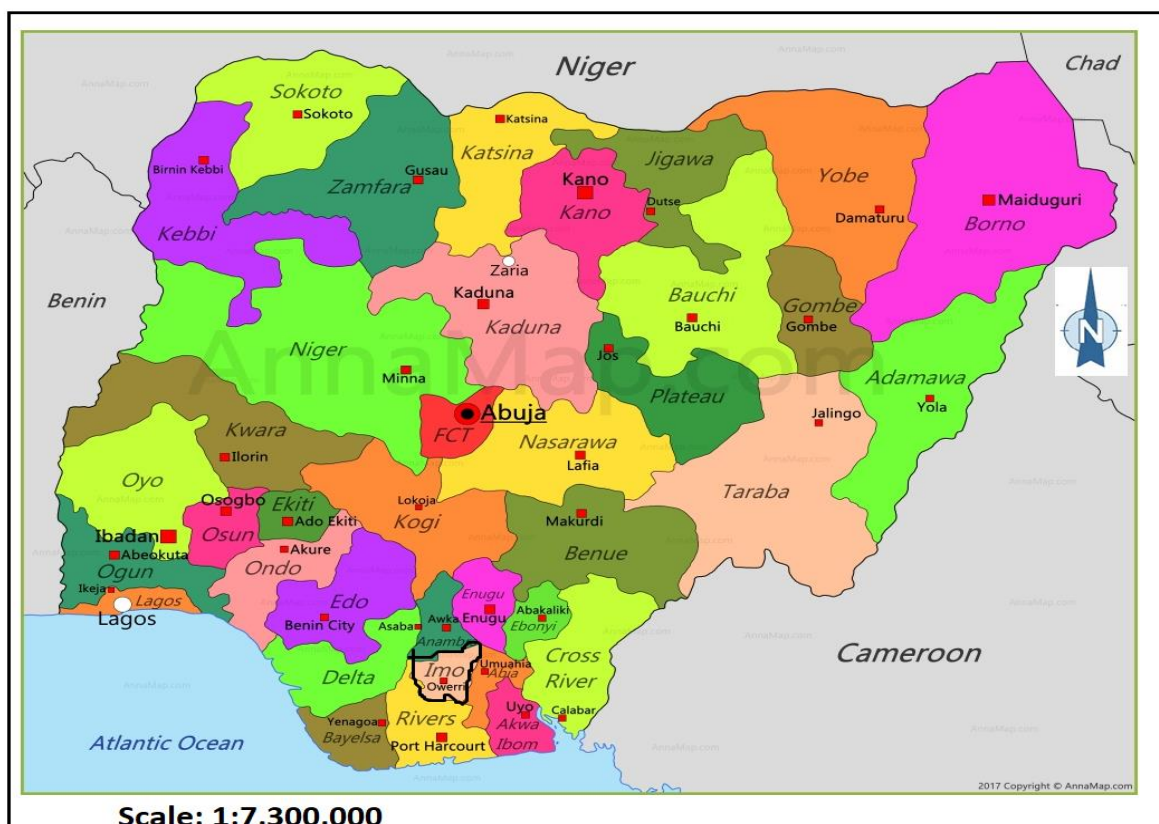 Niger
Chad
AnnaMap.com
Sokoto
Sokoto
Katsina
Katsina
Birnin Kebbi
Gusau
Zamfara
Jigawa
Kano
Kano
Dutse
Yobe
Damaturu
Maiduguri
Borno
Kebbi
Zaria
Kaduna
Kaduna
Benin
Bauchi
Bauchi
Gombe
Gombe
N
Niger
Minna
AnnaMap.com
Jos
Plateau
Adamawa
Yola
Jalingo
Abuja
FCT
Kwara
Ilorin
Nasarawa
Lafia
Taraba
Oyo
Osogbo
Osun
Ekiti
Ado Ekiti
Lokoja
Kogi
Makurdi
Benue
Ibadan
Abeokuta
Ogun
Akure
Ondo
Ikeja
Lagos
Lagos
Edo
Benin City
Enugu
Enugu
Abakaliki
Ebonyi
Asaba
Awka
Anambr
Cross
River
Cameroon
Delta
Imo
Owerri
Umuahia
Abia
Uyo
Akwa
Ibom
Calabar
Yenagoa
Bayelsa
Rivers
Port Harcourt
Atlantic Ocean
AnnaMap.com
2017 Copyright © AnnaMap.com
Scale: 1:7,300,000